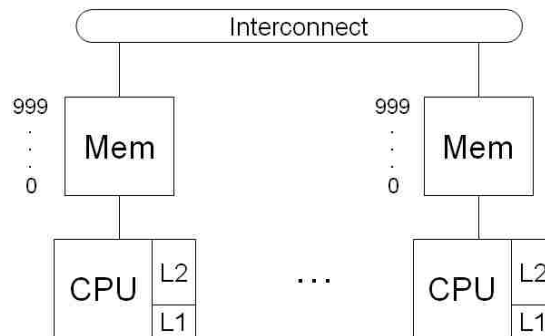 Interconnect
999
.
.
.
0
Mem
999
.
.
.
0
Mem
CPU
L2
L1
...
CPU
L2
L1